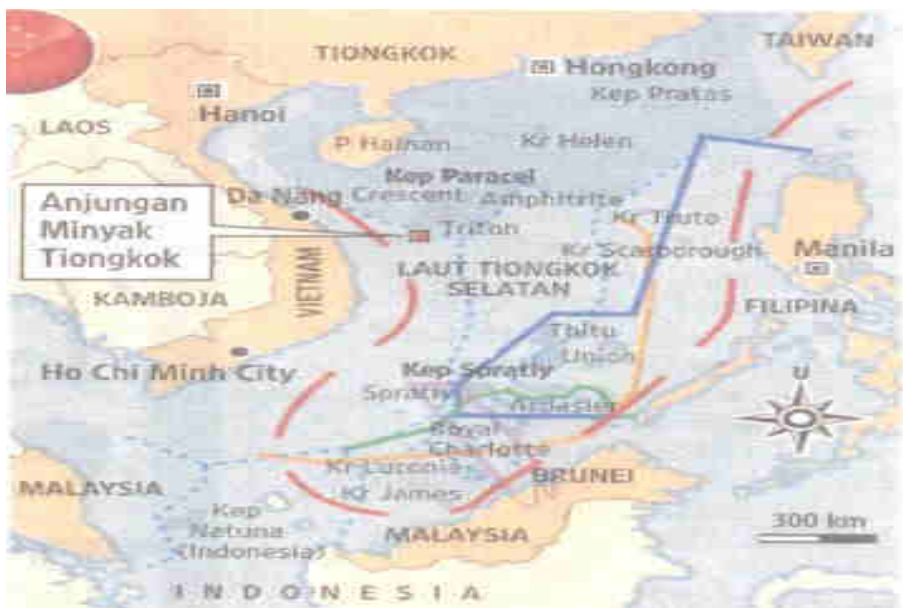 TIONGKOK
TAIWAN
Hanoi
Hongkong
Kep Pratas
LAOS
P Hainan
Kr Helen
Kep Paracel
Da Nang
Crescent
Amphitrite
Anjungan
Minyak
Tiongkok
Triton
Kr Truto
Kr Scarborough
Manila
LAUT TIONGKOK
SELATAN
VIETNAM
KAMBOJA
FILIPINA
Thitu
Union
Ho Chi Minh City
Kep Spratly
Spratly
Ardasier
U
Royal
Charlotte
Kr Luconia
BRUNEI
MALAYSIA
Kr James
Kep
Natuna
(Indonesia)
MALAYSIA
300 km
INDONESIA